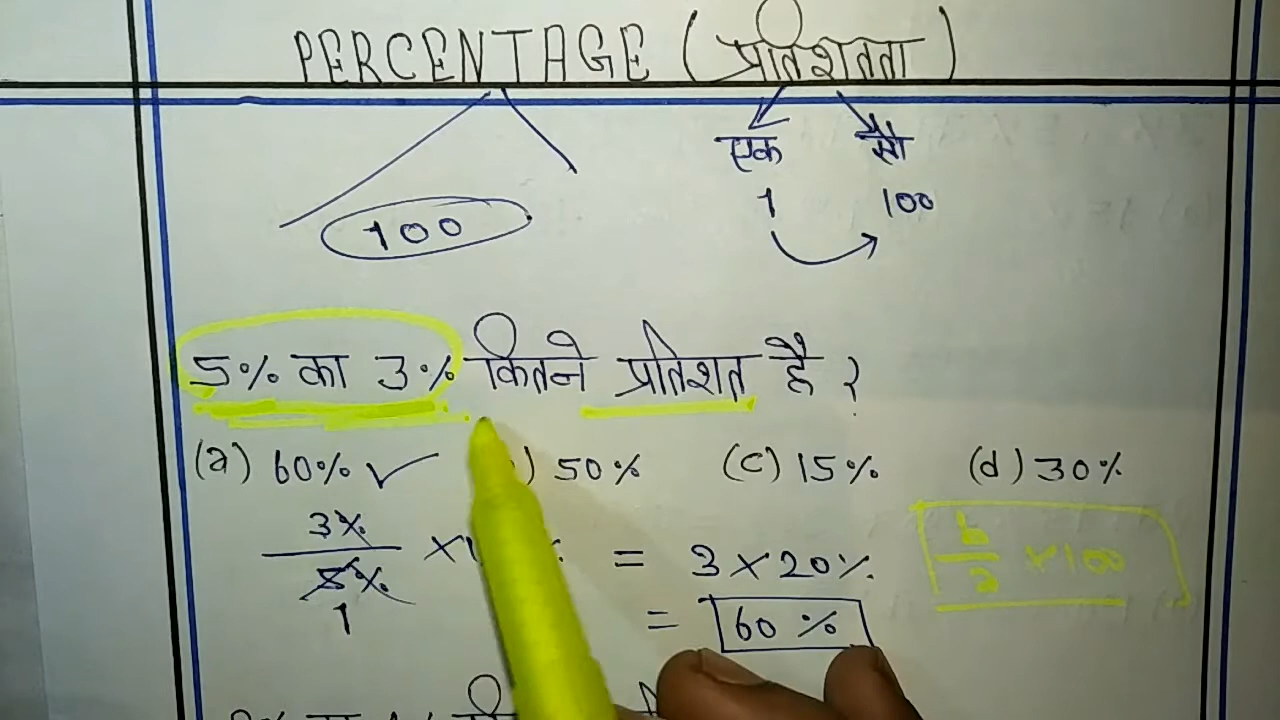 PERCENTAGE (प्रतिशतता)
एक सौ
100 1 100
5% का 3% कितने प्रतिशत है ?
(a) 60% ✓ ) 50% (c) 15% (d) 30%
3% / 5% × = 3 × 20% b/a × 100
1 = 60 %